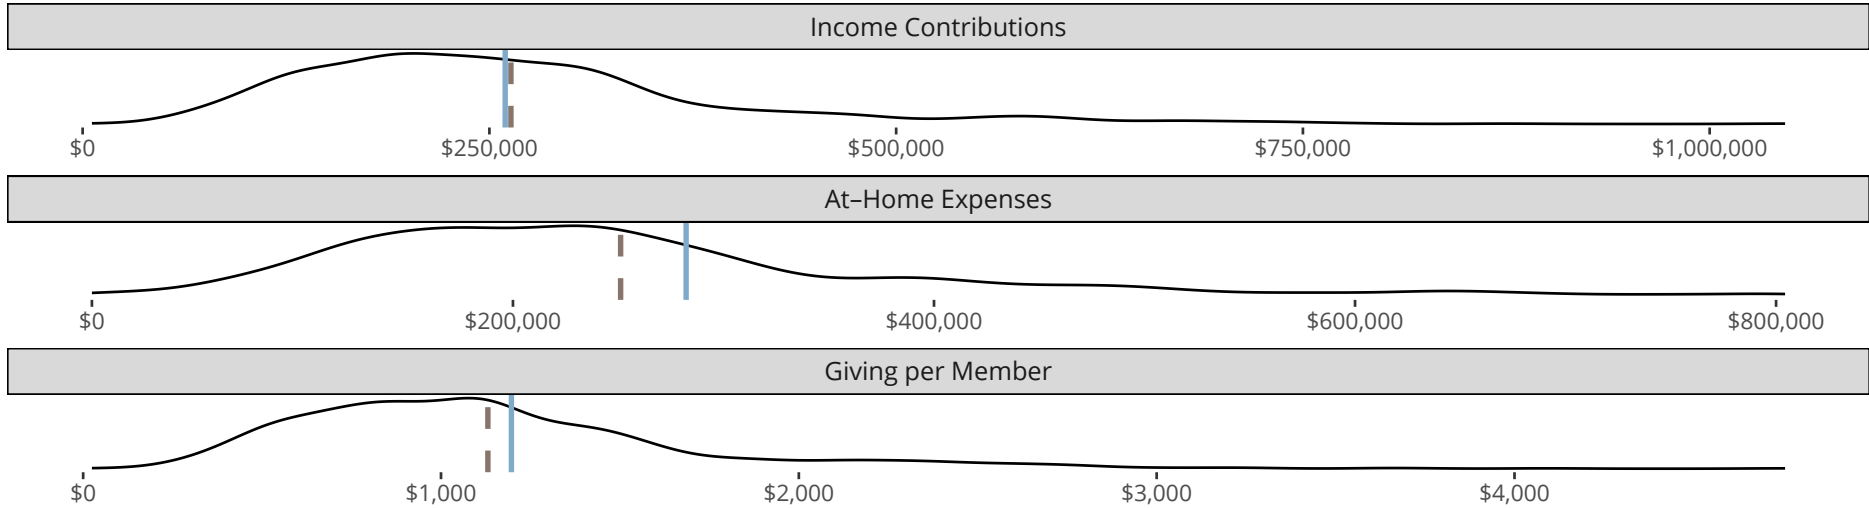 Income Contributions
$0 $250,000 $500,000 $750,000 $1,000,000
At–Home Expenses
$0 $200,000 $400,000 $600,000 $800,000
Giving per Member
$0 $1,000 $2,000 $3,000 $4,000